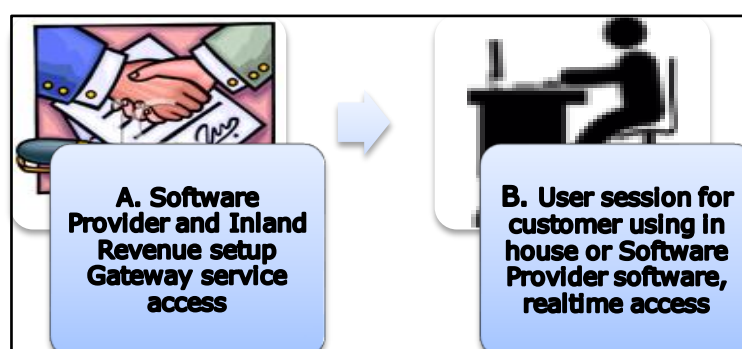 A. Software
Provider and Inland
Revenue setup
Gateway service
access
B. User session for
customer using in
house or Software
Provider software,
realtime access